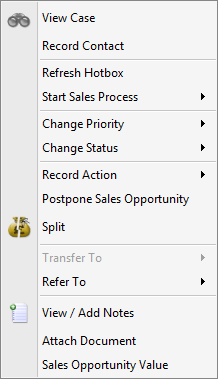 View Case
Record Contact
Refresh Hotbox
Start Sales Process
Change Priority
Change Status
Record Action
Postpone Sales Opportunity
Split
Transfer To
Refer To
View / Add Notes
Attach Document
Sales Opportunity Value